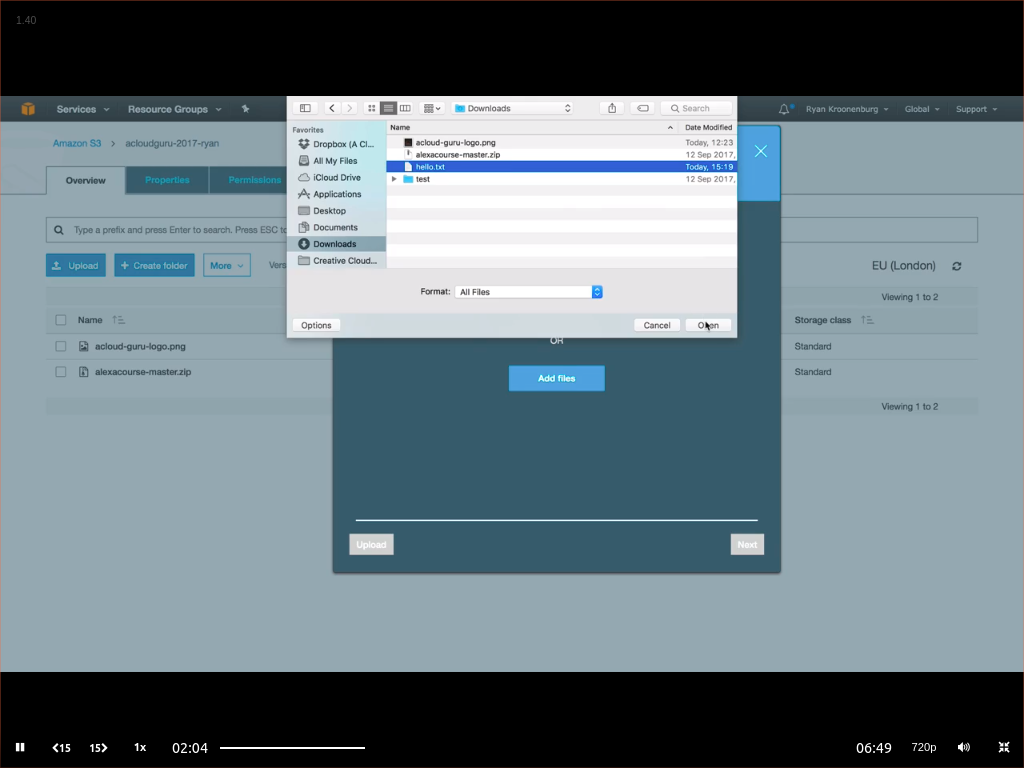 1.40
Services
Resource Groups
Downloads
Search
Ryan Kroonenburg
Global
Support
Favorites
Name
Date Modified
Dropbox (A Cl...
acloud-guru-logo.png
Today, 12:23
alexacourse-master.zip
12 Sep 2017,
All My Files
hello.txt
Today, 15:19
iCloud Drive
test
12 Sep 2017,
Applications
Desktop
Documents
Downloads
Creative Cloud...
Format:
All Files
Options
Cancel
Open
Amazon S3
acloudguru-2017-ryan
Overview
Properties
Permissions
Type a prefix and press Enter to search. Press ESC to
Upload
Create folder
More
Vers
EU (London)
Viewing 1 to 2
Name
Storage class
acloud-guru-logo.png
Standard
alexacourse-master.zip
Standard
Viewing 1 to 2
OR
Add files
Upload
Next
15
15
1x
02:04
06:49
720p